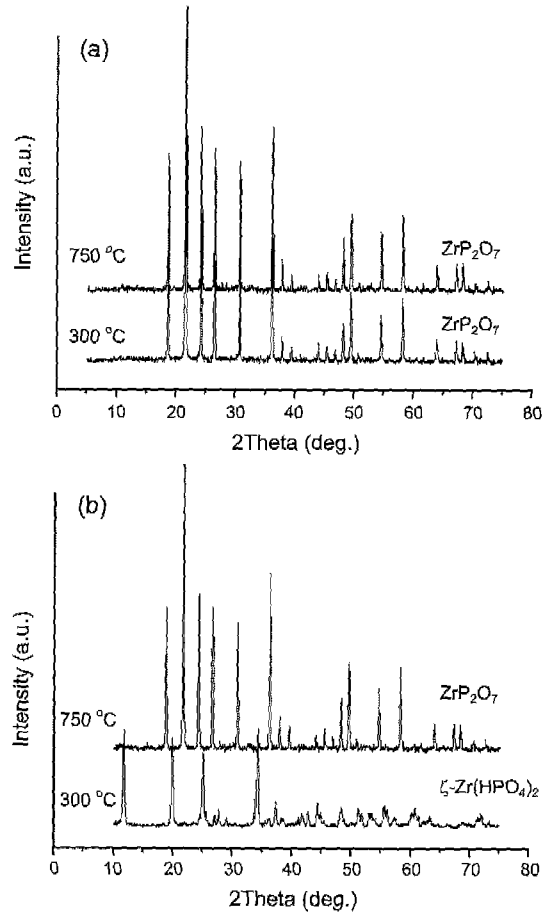 (a)
Intensity (a.u.)
750 °C
ZrP₂O₇
300 °C
ZrP₂O₇
0 10 20 30 40 50 60 70 80
2Theta (deg.)
(b)
Intensity (a.u.)
750 °C
ZrP₂O₇
300 °C
ζ-Zr(HPO₄)₂
0 10 20 30 40 50 60 70 80
2Theta (deg.)